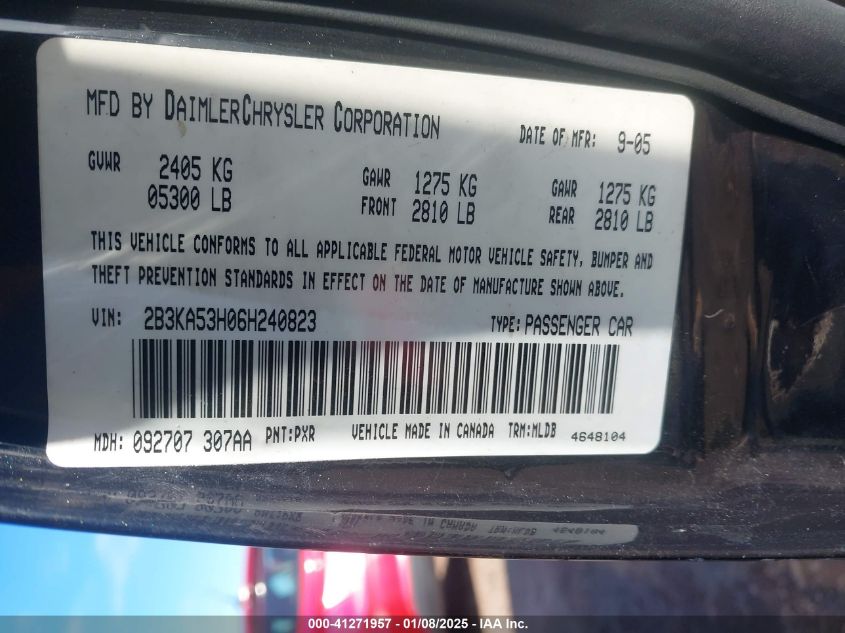 MFD BY DAIMLERCHRYSLER CORPORATION DATE OF MFR: 9-05
GVWR 2405 KG GAWR 1275 KG GAWR 1275 KG
05300 LB FRONT 2810 LB REAR 2810 LB
THIS VEHICLE CONFORMS TO ALL APPLICABLE FEDERAL MOTOR VEHICLE SAFETY, BUMPER AND
THEFT PREVENTION STANDARDS IN EFFECT ON THE DATE OF MANUFACTURE SHOWN ABOVE.
VIN: 2B3KA53H06H240823 TYPE: PASSENGER CAR
MDH: 092707 307AA PNT:PXR VEHICLE MADE IN CANADA TRM:MLDB 4648104
000-41271957 - 01/08/2025 - IAA Inc.